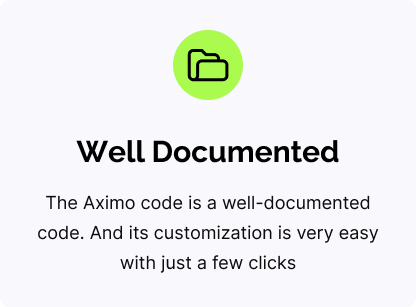 Well Documented
The Aximo code is a well-documented
code. And its customization is very easy
with just a few clicks